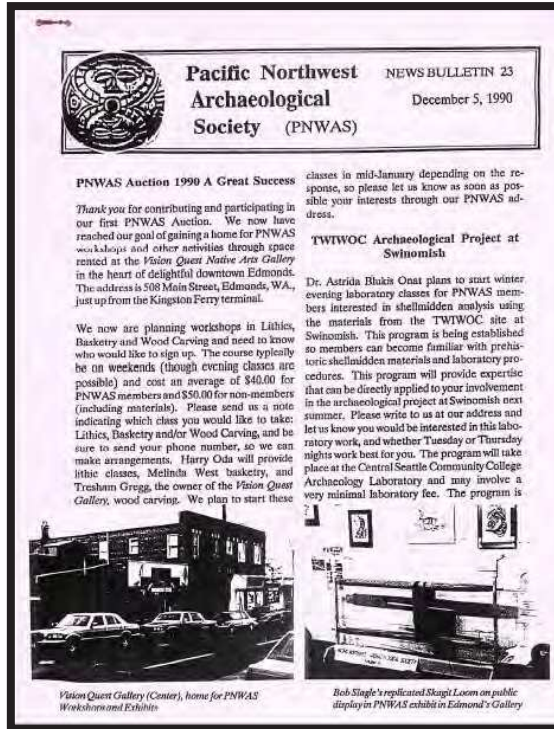 Pacific Northwest
Archaeological
Society (PNWAS)
NEWS BULLETIN 23
December 5, 1990
PNWAS Auction 1990 A Great Success
Thank you for contributing and participating in
our first PNWAS Auction. We now have
reached our goal of gaining a home for PNWAS
workshops and other activities through space
rented at the Vision Quest Native Arts Gallery
in the heart of delightful downtown Edmonds.
The address is 508 Main Street, Edmonds, WA.,
just up from the Kingston Ferry terminal.
We now are planning workshops in Lithics,
Basketry and Wood Carving and need to know
who would like to sign up. The course typically
be on weekends (though evening classes are
possible) and cost an average of $40.00 for
PNWAS members and $50.00 for non-members
(including materials). Please send us a note
indicating which class you would like to take:
Lithics, Basketry and/or Wood Carving, and be
sure to send your phone number, so we can
make arrangements. Harry Oda will provide
lithic classes, Melinda West basketry, and
Tresham Gregg, the owner of the Vision Quest
Gallery, wood carving. We plan to start these
classes in mid-January depending on the re-
sponse, so please let us know as soon as pos-
sible your interests through our PNWAS ad-
dress.
TWIWOC Archaeological Project at
Swinomish
Dr. Astrida Blukis Onat plans to start winter
evening laboratory classes for PNWAS mem-
bers interested in shellmidden analysis using
the materials from the TWIWOC site at
Swinomish. This program is being established
so members can become familiar with prehis-
toric shellmidden materials and laboratory pro-
cedures. This program will provide expertise
that can be directly applied to your involvement
in the archaeological project at Swinomish next
summer. Please write to us at our address and
let us know you would be interested in this labo-
ratory work, and whether Tuesday or Thursday
nights work best for you. The program will take
place at the Central Seattle Community College
Archaeology Laboratory and may involve a
very minimal laboratory fee. The program is
Vision Quest Gallery (Center), home for PNWAS
Workshops and Exhibits
Bob Slagle's replicated Skagit Loom on public
display in PNWAS exhibit in Edmond's Gallery